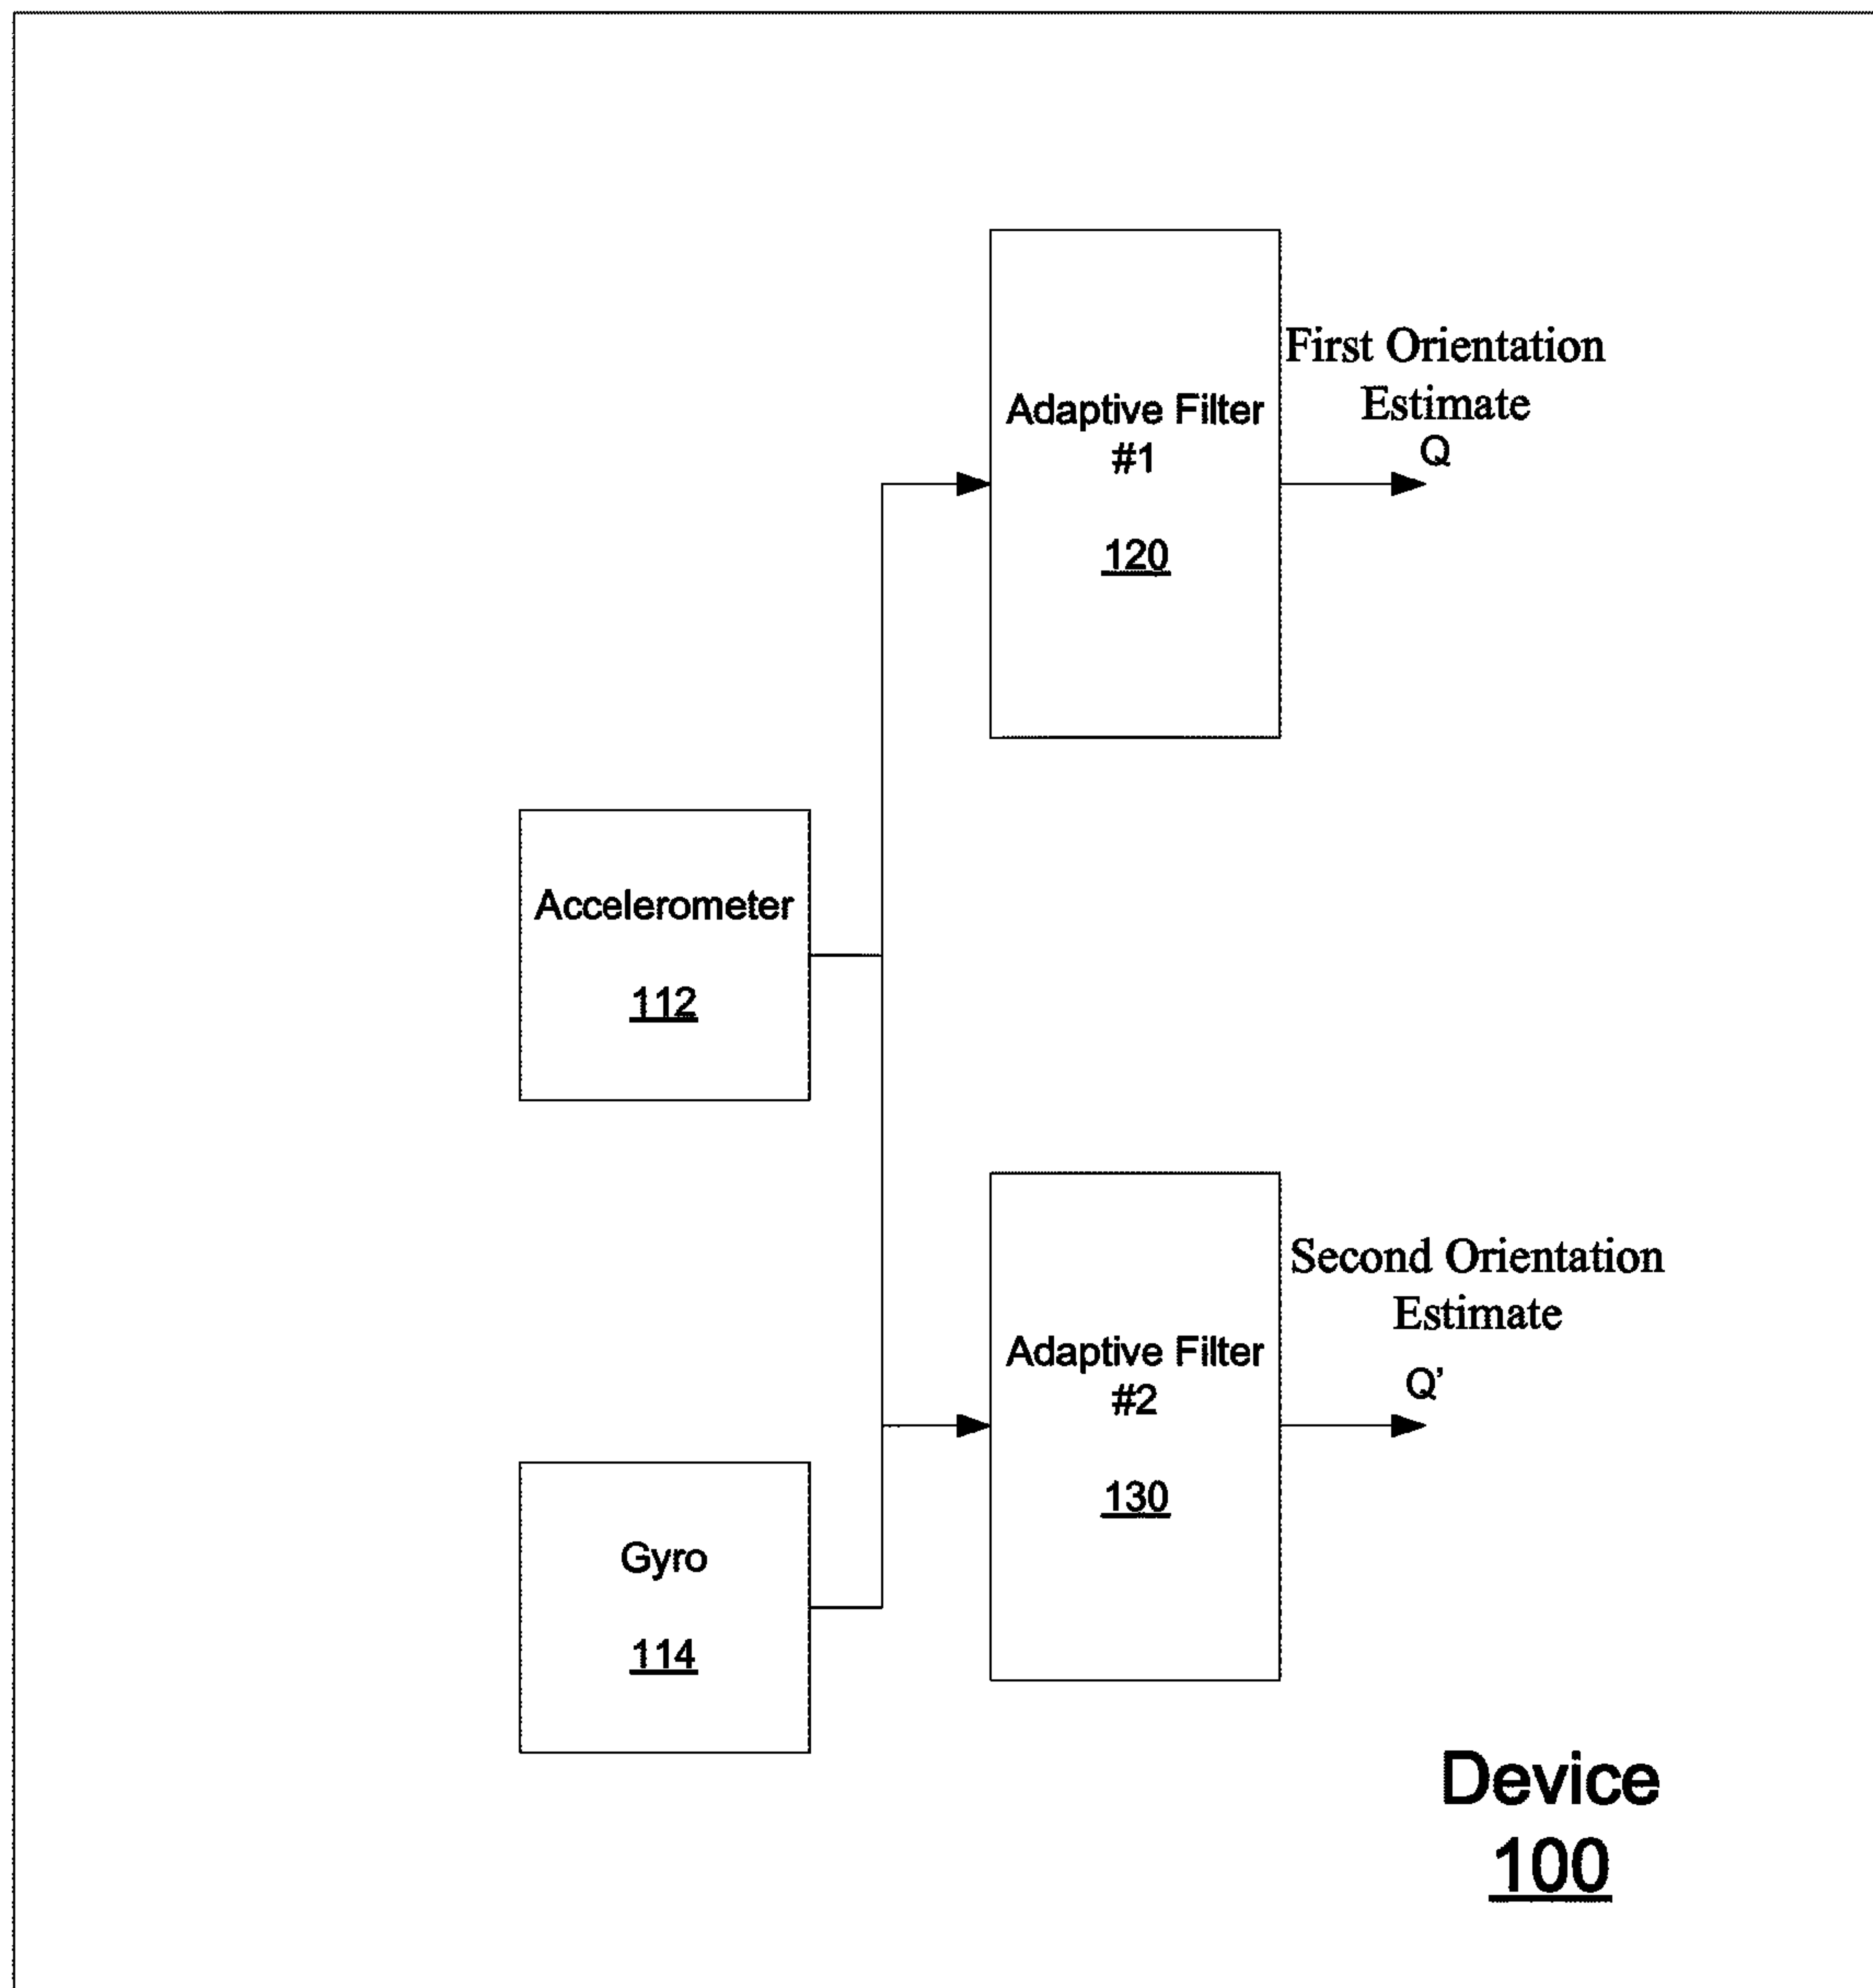 Adaptive Filter
#1
120
First Orientation
Estimate
Q
Accelerometer
112
Adaptive Filter
#2
130
Second Orientation
Estimate
Q'
Gyro
114
Device
100